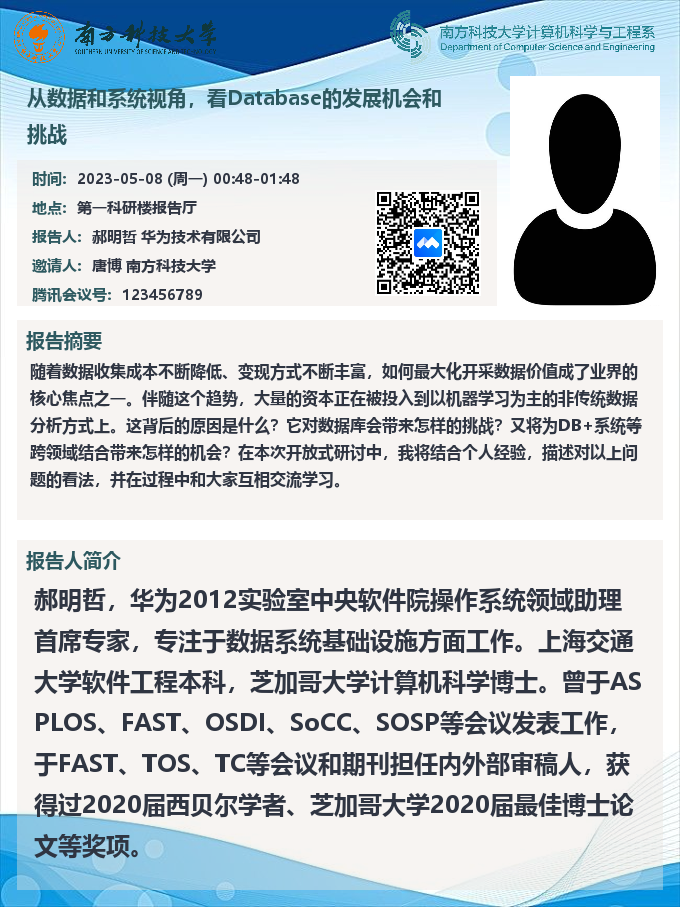 南方科技大学
SOUTHERN UNIVERSITY OF SCIENCE AND TECHNOLOGY
南方科技大学计算机科学与工程系
Department of Computer Science and Engineering
从数据和系统视角，看Database的发展机会和
挑战
时间：2023-05-08 (周一) 00:48-01:48
地点：第一科研楼报告厅
报告人：郝明哲 华为技术有限公司
邀请人：唐博 南方科技大学
腾讯会议号：123456789
报告摘要
随着数据收集成本不断降低、变现方式不断丰富，如何最大化开采数据价值成了业界的
核心焦点之一。伴随这个趋势，大量的资本正在被投入到以机器学习为主的非传统数据
分析方式上。这背后的原因是什么？它对数据库会带来怎样的挑战？又将为DB+系统等
跨领域结合带来怎样的机会？在本次开放式研讨中，我将结合个人经验，描述对以上问
题的看法，并在过程中和大家互相交流学习。
报告人简介
郝明哲，华为2012实验室中央软件院操作系统领域助理
首席专家，专注于数据系统基础设施方面工作。上海交通
大学软件工程本科，芝加哥大学计算机科学博士。曾于AS
PLOS、FAST、OSDI、SoCC、SOSP等会议发表工作，
于FAST、TOS、TC等会议和期刊担任内外部审稿人，获
得过2020届西贝尔学者、芝加哥大学2020届最佳博士论
文等奖项。